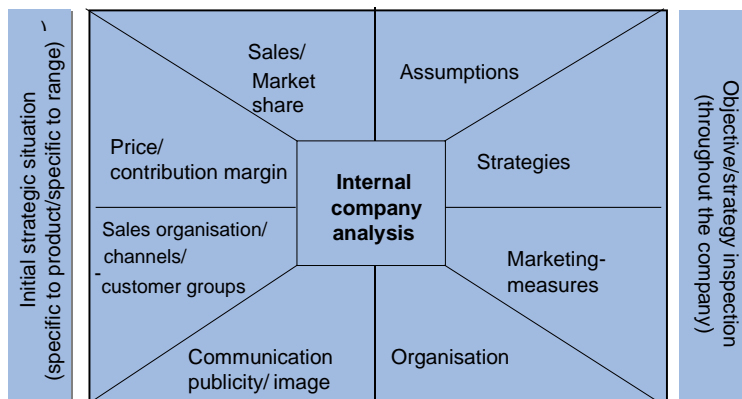 Initial strategic situation
(specific to product/specific to range)
Sales/
Market
share
Assumptions
Price/
contribution margin
Strategies
Internal
company
analysis
Sales organisation/
channels/
customer groups
Marketing-
measures
Communication
publicity/ image
Organisation
Objective/strategy inspection
(throughout the company)